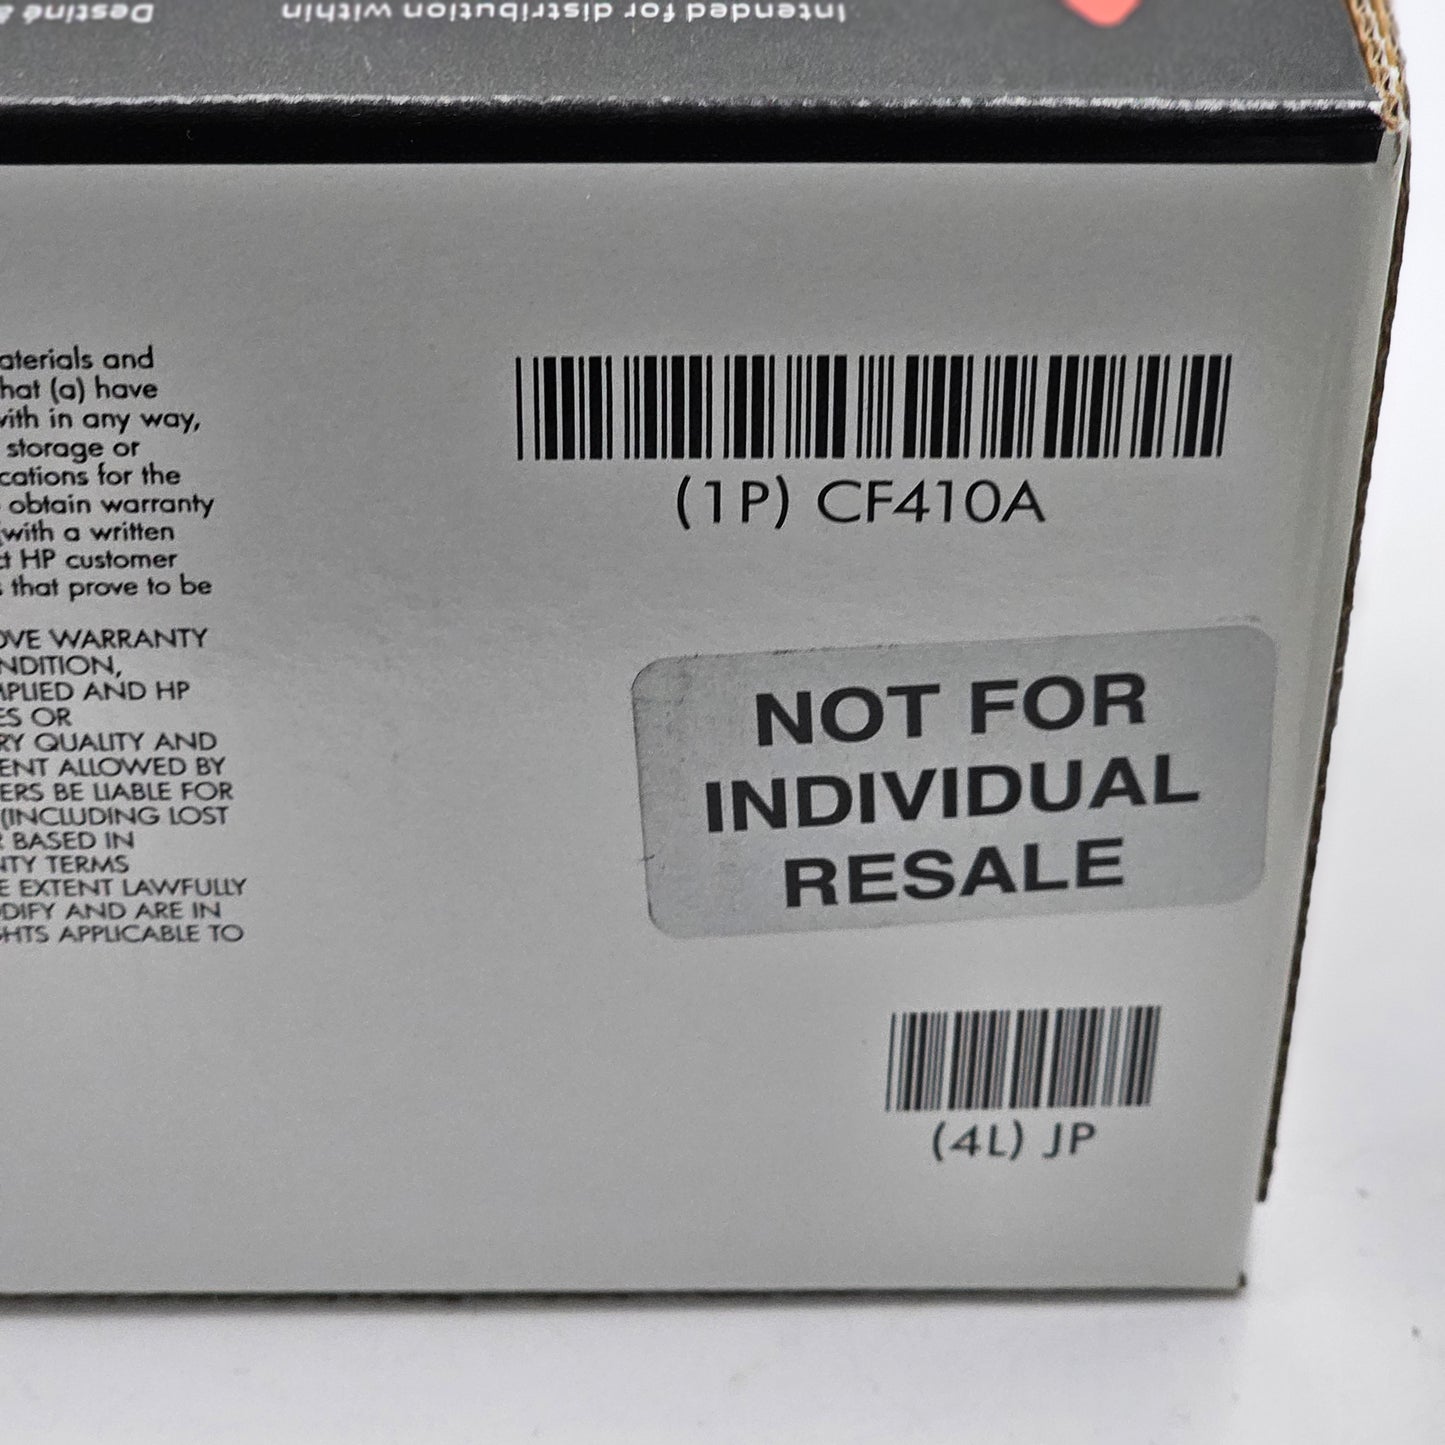 Intended for distribution within
Destiné à
aterials and
hat (a) have
with in any way,
storage or
cations for the
obtain warranty
(with a written
ct HP customer
s that prove to be
OVE WARRANTY
NDITION,
MPLIED AND HP
ES OR
RY QUALITY AND
ENT ALLOWED BY
ERS BE LIABLE FOR
(INCLUDING LOST
R BASED IN
NTY TERMS
E EXTENT LAWFULLY
DIFY AND ARE IN
GHTS APPLICABLE TO
(1P) CF410A
NOT FOR
INDIVIDUAL
RESALE
(4L) JP